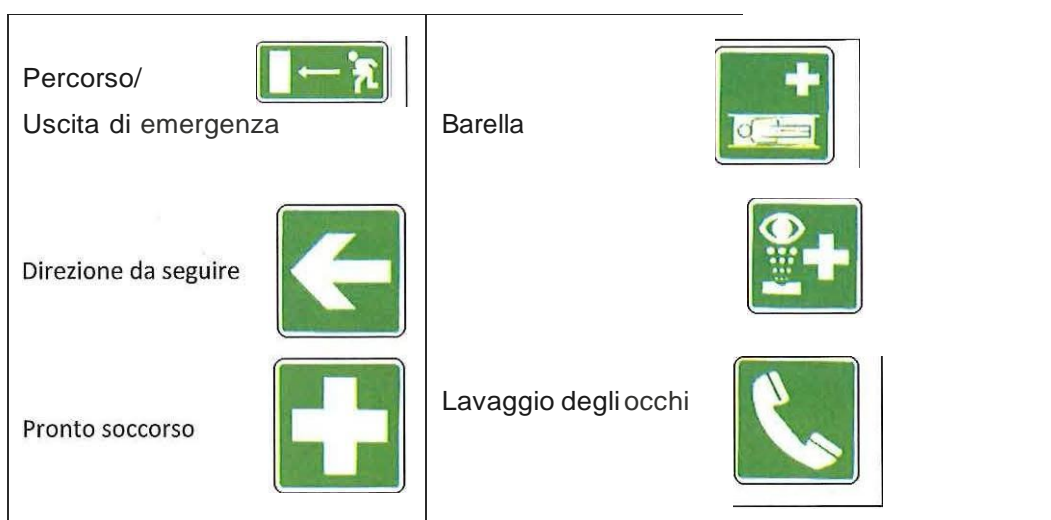 Percorso/
Uscita di emergenza
Direzione da seguire
Pronto soccorso
Barella
Lavaggio degli occhi